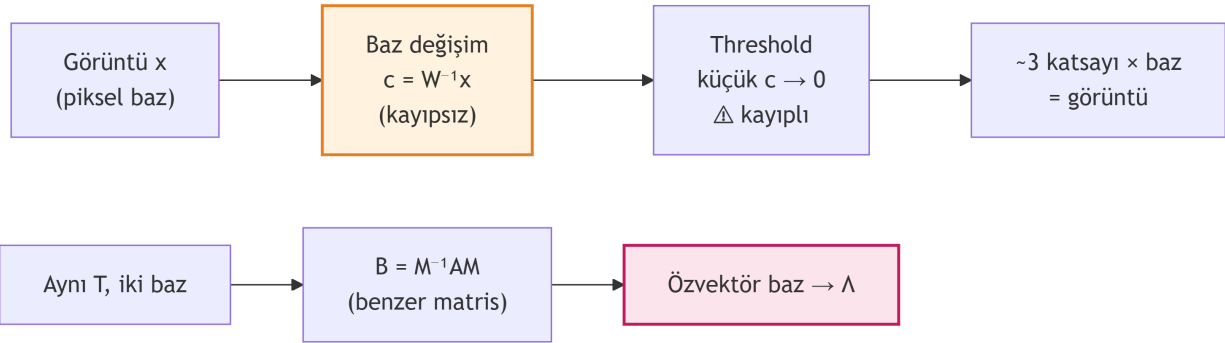 Görüntü x
(piksel baz)
Baz değişim
c = W⁻¹x
(kayıpsız)
Threshold
küçük c → 0
⚠ kayıplı
~3 katsayı × baz
= görüntü
Aynı T, iki baz
B = M⁻¹AM
(benzer matris)
Özvektör baz → Λ